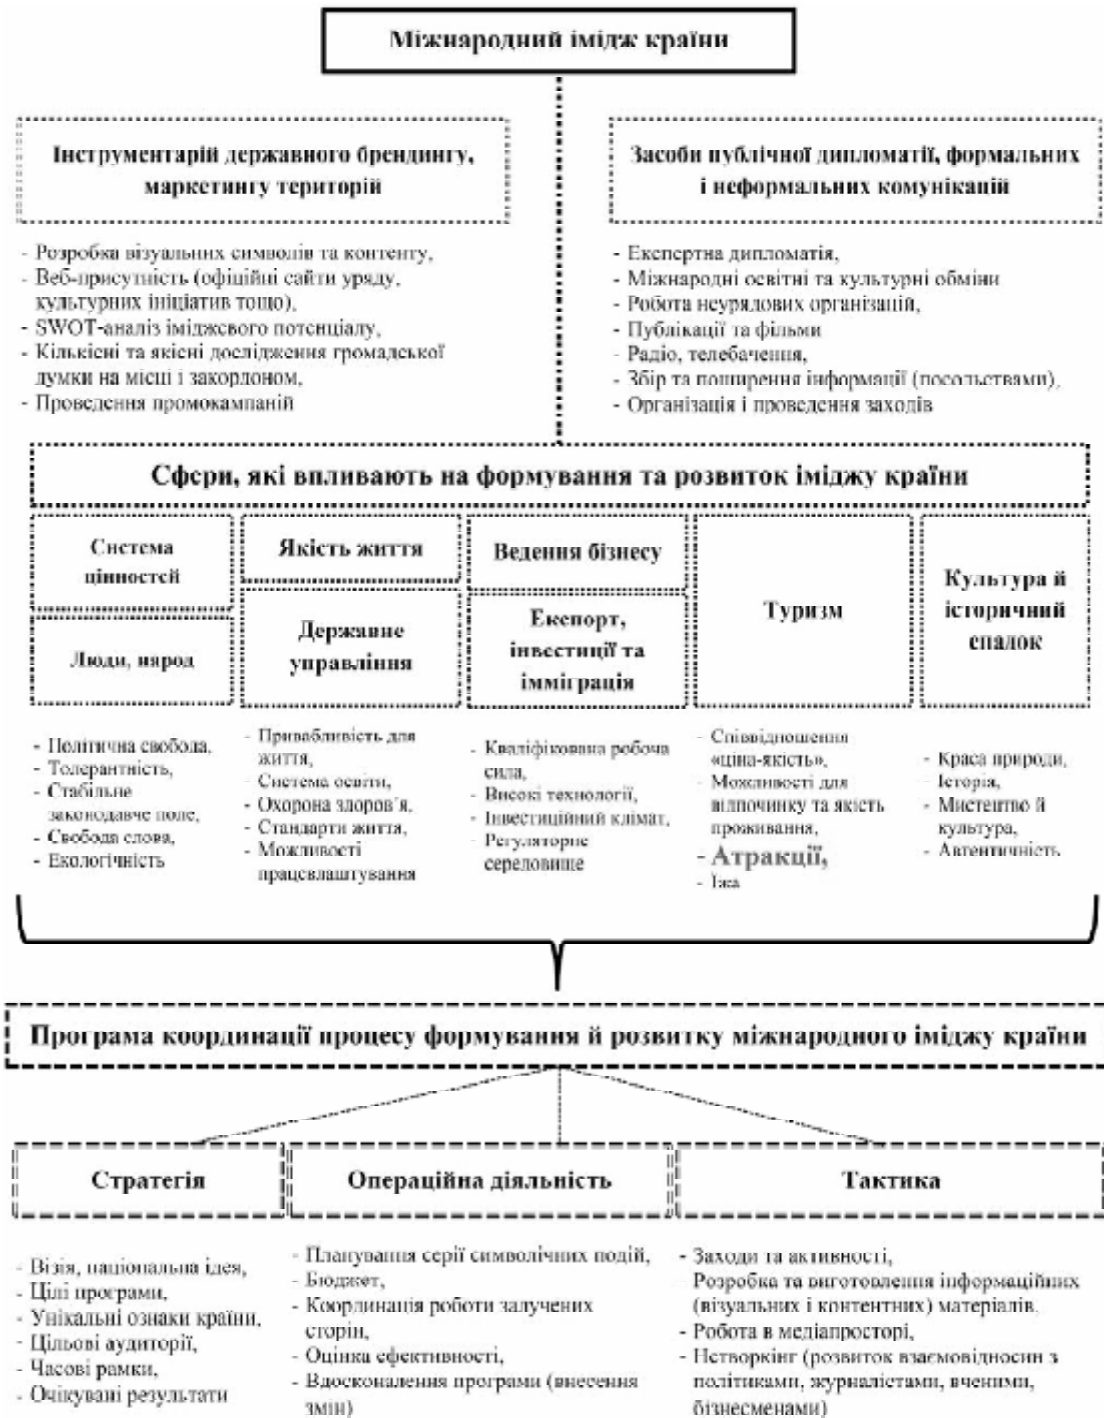 Міжнародний імідж країни
Інструментарій державного брендингу,
маркетингу територій
- Розробка візуальних символів та контенту,
- Веб-присутність (офіційні сайти уряду,
культурних ініціатив тощо),
- SWOT-аналіз іміджевого потенціалу,
- Кількісні та якісні дослідження громадської
думки на місці і закордоном,
- Проведення промокампаній
Засоби публічної дипломатії, формальних
і неформальних комунікацій
- Експертна дипломатія,
- Міжнародні освітні та культурні обміни
- Робота неурядових організацій,
- Публікації та фільми
- Радіо, телебачення,
- Збір та поширення інформації (посольствами),
- Організація і проведення заходів
Сфери, які впливають на формування та розвиток іміджу країни
Система
цінностей
Люди, народ
Якість життя
Державне
управління
Ведення бізнесу
Експорт,
інвестиції та
імміграція
Туризм
Культура й
історичний
спадок
- Політична свобода,
- Толерантність,
- Стабільне
законодавче поле,
- Свобода слова,
- Екологічність
- Привабливість для
життя,
- Система освіти,
- Охорона здоров'я,
- Стандарти життя,
- Можливості
працевлаштування
- Кваліфікована робоча
сила,
- Високі технології,
- Інвестиційний клімат,
- Регуляторне
середовище
- Співвідношення
«ціна-якість»,
- Можливості для
відпочинку та якість
проживання,
- Атракції,
- Їжа
- Краса природи,
- Історія,
- Мистецтво й
культура,
- Автентичність
Програма координації процесу формування й розвитку міжнародного іміджу країни
Стратегія
- Візія, національна ідея,
- Цілі програми,
- Унікальні ознаки країни,
- Цільові аудиторії,
- Часові рамки,
- Очікувані результати
Операційна діяльність
- Планування серії символічних подій,
- Бюджет,
- Координація роботи залучених
сторін,
- Оцінка ефективності,
- Вдосконалення програми (внесення
змін)
Тактика
- Заходи та активності,
- Розробка та виготовлення інформаційних
(візуальних і контентних) матеріалів,
- Робота в медіапросторі,
- Нетворкінг (розвиток взаємовідносин з
політиками, журналістами, вченими,
бізнесменами)